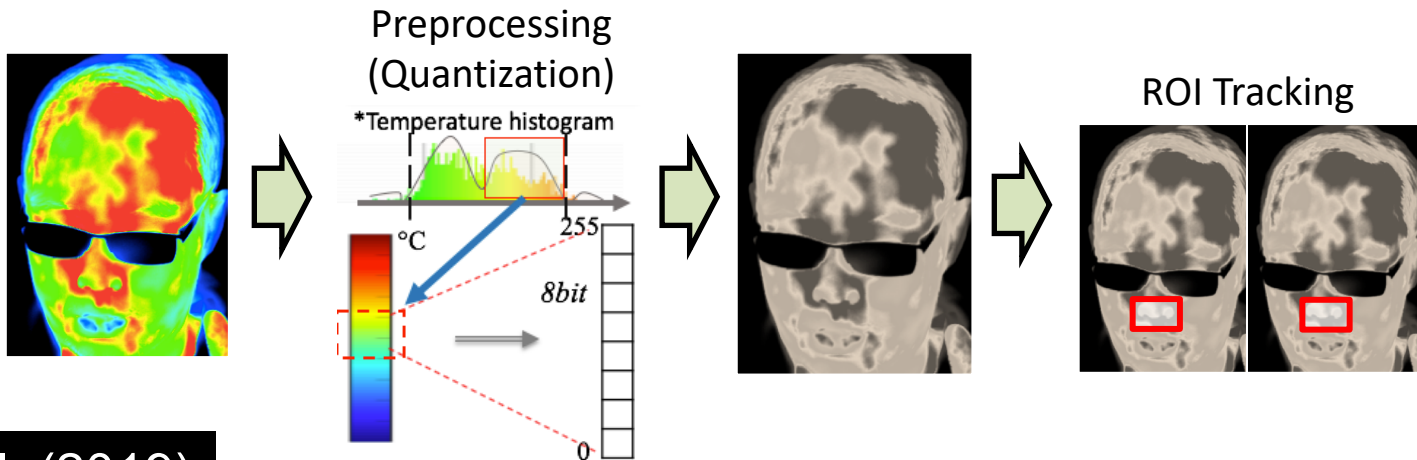 Preprocessing
(Quantization)
*Temperature histogram
°C
255
8bit
0
ROI Tracking